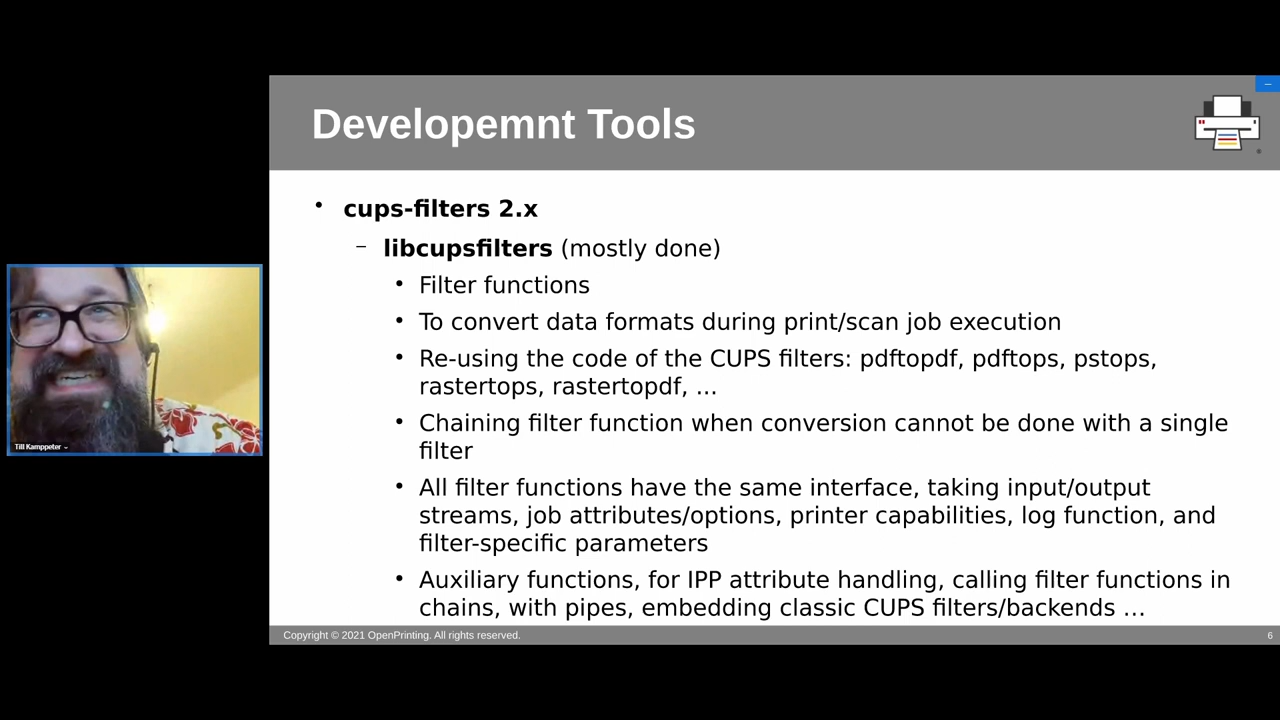 Developemnt Tools
• cups-filters 2.x
– libcupsfilters (mostly done)
• Filter functions
• To convert data formats during print/scan job execution
• Re-using the code of the CUPS filters: pdftopdf, pdftops, pstops,
rastertops, rastertopdf, ...
• Chaining filter function when conversion cannot be done with a single
filter
• All filter functions have the same interface, taking input/output
streams, job attributes/options, printer capabilities, log function, and
filter-specific parameters
• Auxiliary functions, for IPP attribute handling, calling filter functions in
chains, with pipes, embedding classic CUPS filters/backends …
Till Kamppeter
Copyright © 2021 OpenPrinting. All rights reserved.
6